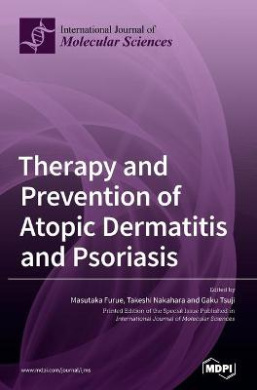 International Journal of
Molecular Sciences
Therapy and
Prevention of
Atopic Dermatitis
and Psoriasis
Edited by
Masutaka Furue, Takeshi Nakahara and Gaku Tsuji
Printed Edition of the Special Issue Published in
International Journal of Molecular Sciences
www.mdpi.com/journal/ijms
MDPI